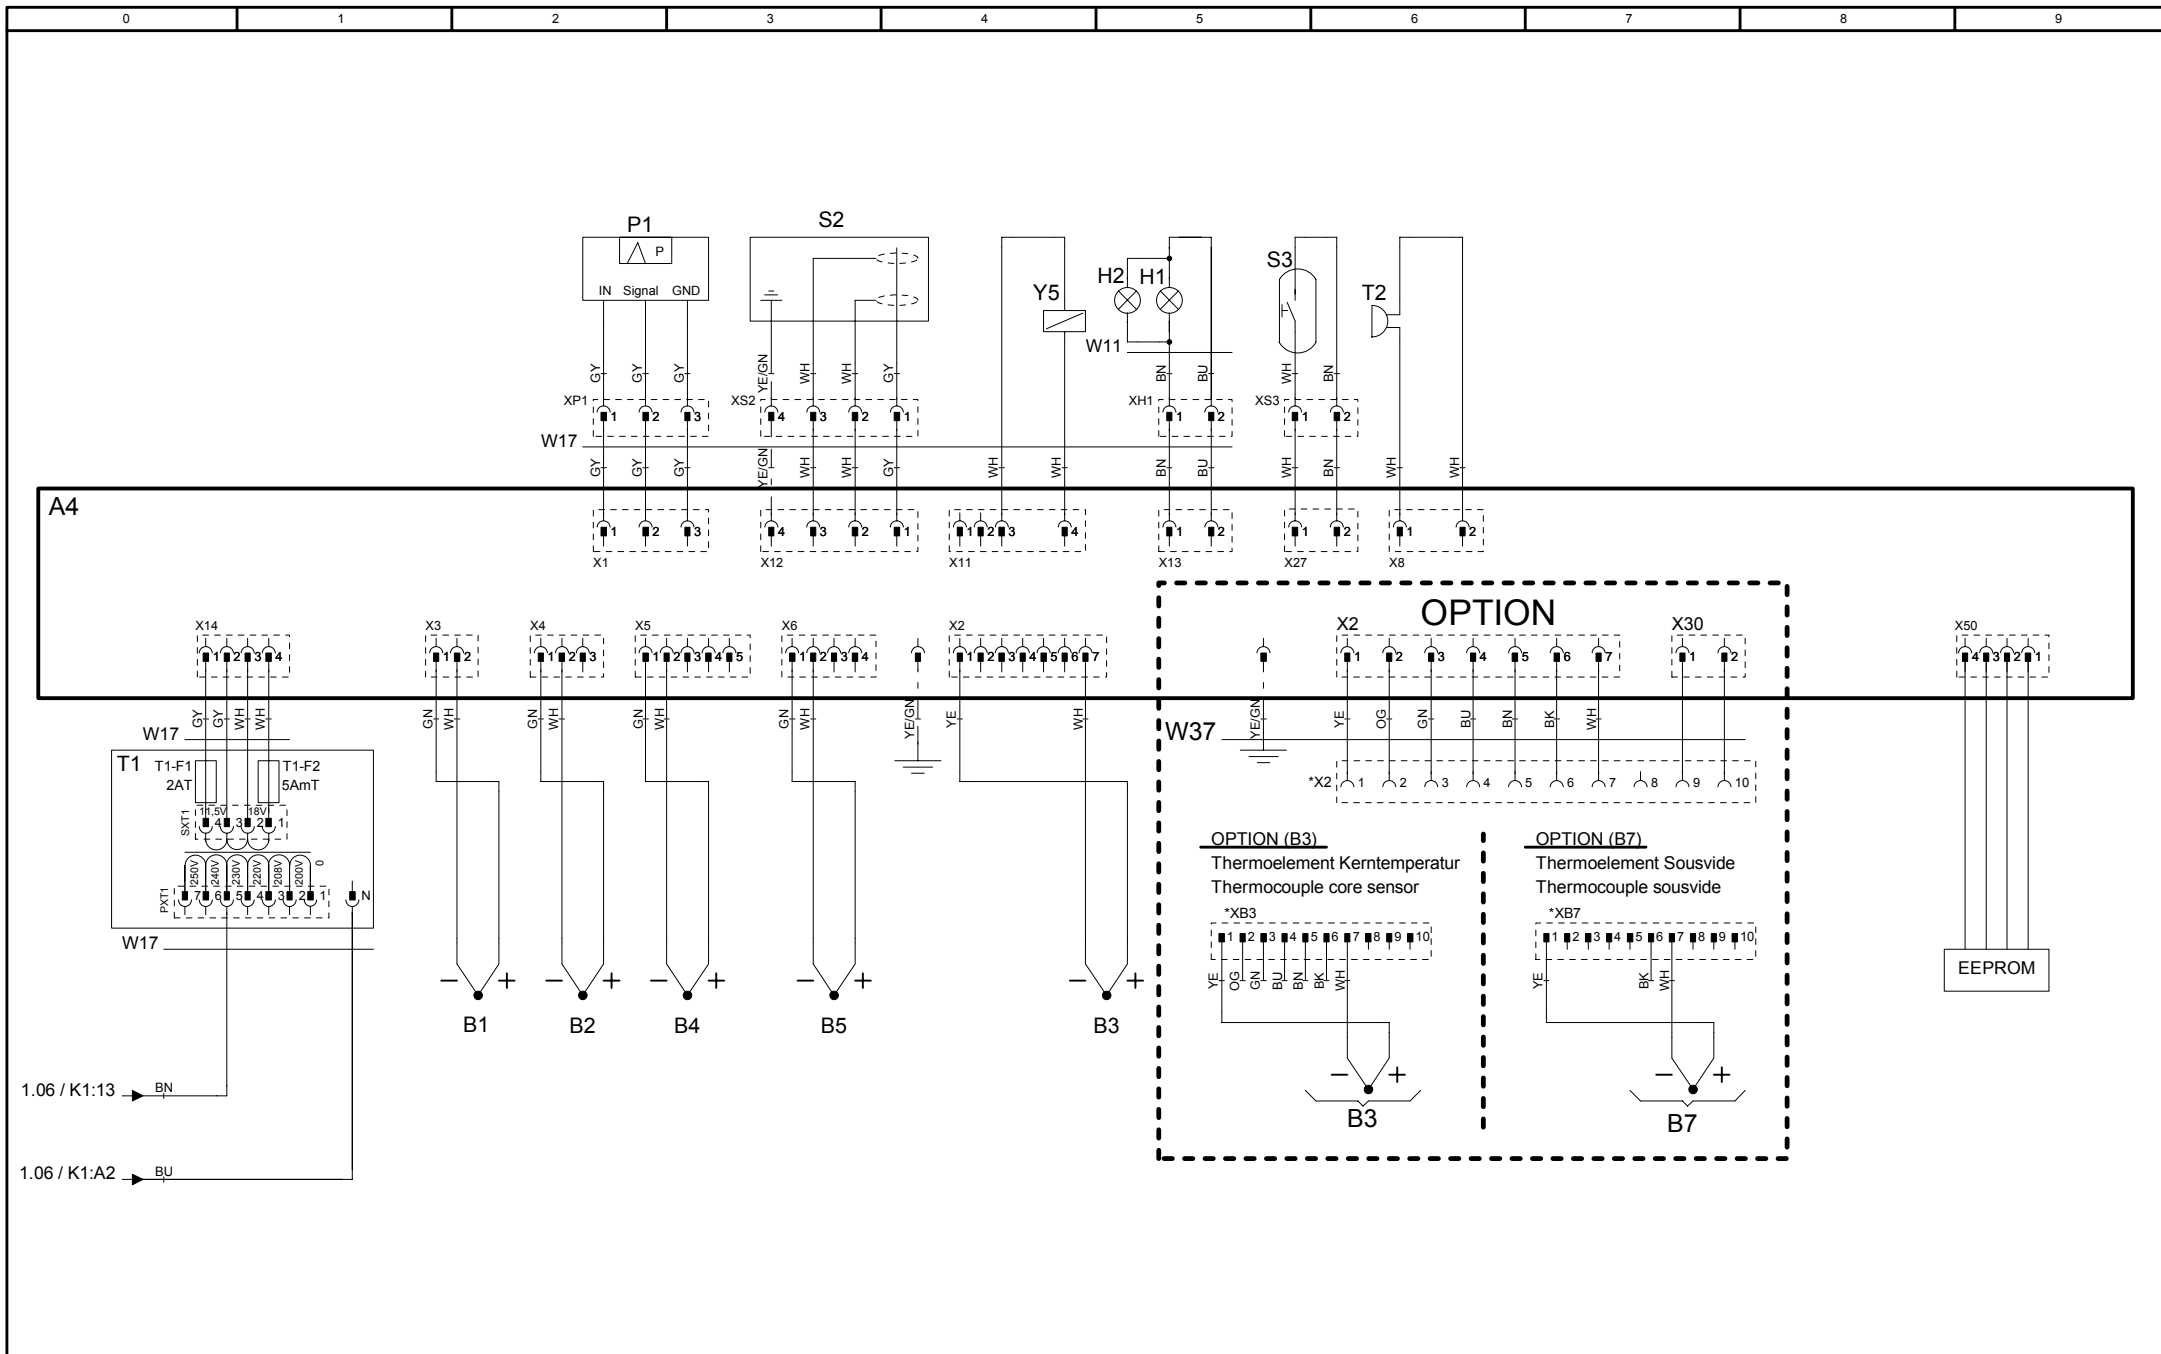 0 1 2 3 4 5 6 7 8 9
P1 S2
P
IN Signal GND
Y5 H2 H1 S3 T2
W11
GY GY GY YE/GN WH WH GY BN BU WH BN
XP1 1 2 3 XS2 4 3 2 1 XH1 1 2 XS3 1 2
W17
GY GY GY YE/GN WH WH GY WH WH BN BU WH BN WH WH
A4
1 2 3 4 3 2 1 1 2 3 4 1 2 1 2 1 2
X1 X12 X11 X13 X27 X8
OPTION
X14 X3 X4 X5 X6 X2 X2 X30 X50
1 2 3 4 1 2 1 2 3 1 2 3 4 5 1 2 3 4 1 2 3 4 5 6 7 1 2 3 4 5 6 7 1 2 4 3 2 1
GY GY WH WH GN WH GN WH GN WH GN WH YE/GN YE WH YE/GN YE OG GN BU BN BK WH
W17 W37
T1 T1-F1 T1-F2
2AT 5AmT
*X2 1 2 3 4 5 6 7 8 9 10
11,5V 18V
SXT1 4 3 2 1
250V 240V 230V 220V 208V 200V 0
PXT1 7 6 5 4 3 2 1 N
W17
OPTION (B3)
Thermoelement Kerntemperatur
Thermocouple core sensor
*XB3
1 2 3 4 5 6 7 8 9 10
YE OG GN BU BN BK WH
OPTION (B7)
Thermoelement Sousvide
Thermocouple sousvide
*XB7
1 2 3 4 5 6 7 8 9 10
YE BK WH
EEPROM
− + − + − + − + − +
B1 B2 B4 B5 B3
− + − +
B3 B7
1.06 / K1:13 BN
1.06 / K1:A2 BU